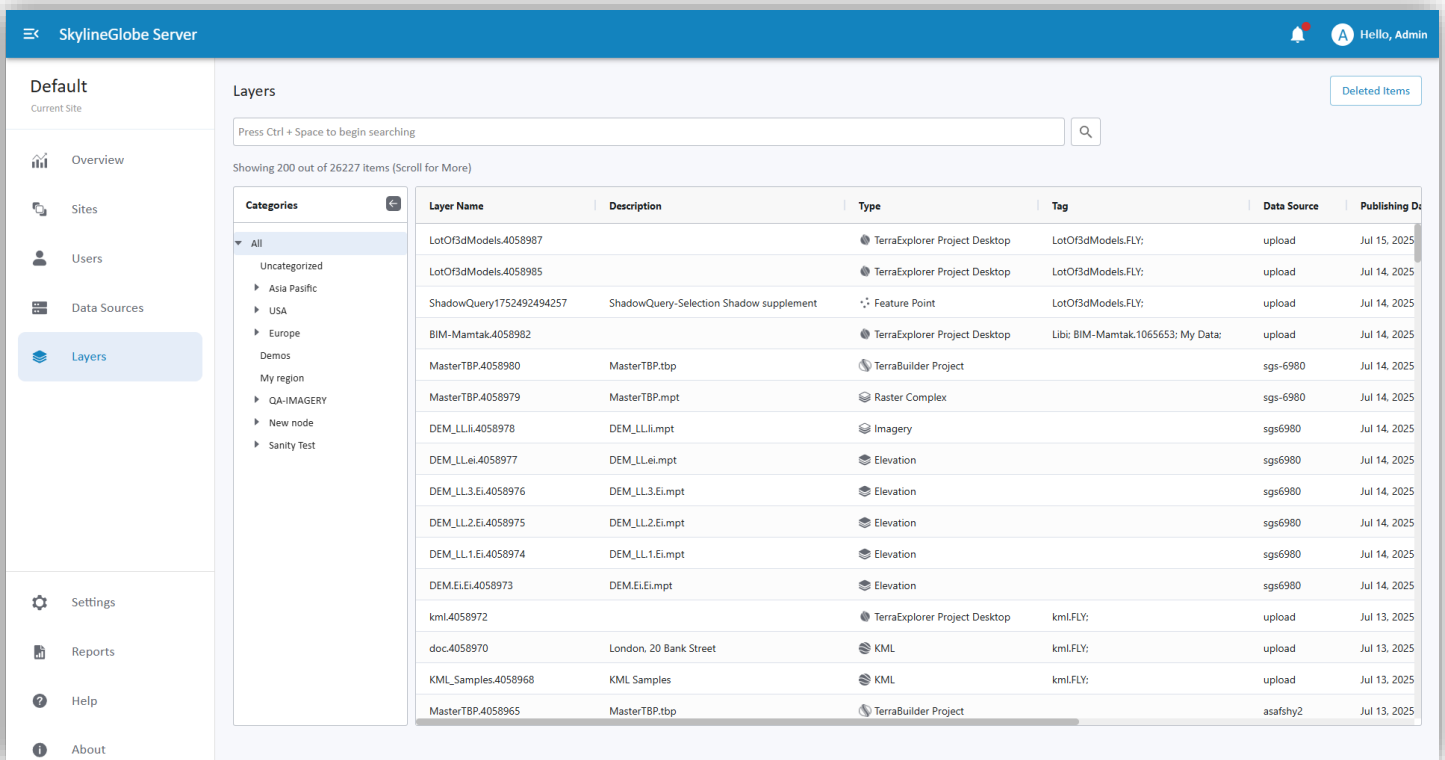 SkylineGlobe Server
A Hello, Admin
Default
Current Site
Overview
Sites
Users
Data Sources
Layers
Settings
Reports
Help
About
Layers
Deleted Items
Press Ctrl + Space to begin searching
Showing 200 out of 26227 items (Scroll for More)
Categories
All
Uncategorized
Asia Pasific
USA
Europe
Demos
My region
QA-IMAGERY
New node
Sanity Test
Layer Name Description Type Tag Data Source Publishing Da
LotOf3dModels.4058987 TerraExplorer Project Desktop LotOf3dModels.FLY; upload Jul 15, 2025
LotOf3dModels.4058985 TerraExplorer Project Desktop LotOf3dModels.FLY; upload Jul 14, 2025
ShadowQuery1752492494257 ShadowQuery-Selection Shadow supplement Feature Point LotOf3dModels.FLY; upload Jul 14, 2025
BIM-Mamtak.4058982 TerraExplorer Project Desktop Libi; BIM-Mamtak.1065653; My Data; upload Jul 14, 2025
MasterTBP.4058980 MasterTBP.tbp TerraBuilder Project sgs-6980 Jul 14, 2025
MasterTBP.4058979 MasterTBP.mpt Raster Complex sgs-6980 Jul 14, 2025
DEM_LL.Ii.4058978 DEM_LL.Ii.mpt Imagery sgs6980 Jul 14, 2025
DEM_LL.ei.4058977 DEM_LL.ei.mpt Elevation sgs6980 Jul 14, 2025
DEM_LL.3.Ei.4058976 DEM_LL.3.Ei.mpt Elevation sgs6980 Jul 14, 2025
DEM_LL.2.Ei.4058975 DEM_LL.2.Ei.mpt Elevation sgs6980 Jul 14, 2025
DEM_LL.1.Ei.4058974 DEM_LL.1.Ei.mpt Elevation sgs6980 Jul 14, 2025
DEM.Ei.Ei.4058973 DEM.Ei.Ei.mpt Elevation sgs6980 Jul 14, 2025
kml.4058972 TerraExplorer Project Desktop kml.FLY; upload Jul 13, 2025
doc.4058970 London, 20 Bank Street KML kml.FLY; upload Jul 13, 2025
KML_Samples.4058968 KML Samples KML kml.FLY; upload Jul 13, 2025
MasterTBP.4058965 MasterTBP.tbp TerraBuilder Project asafshy2 Jul 13, 2025